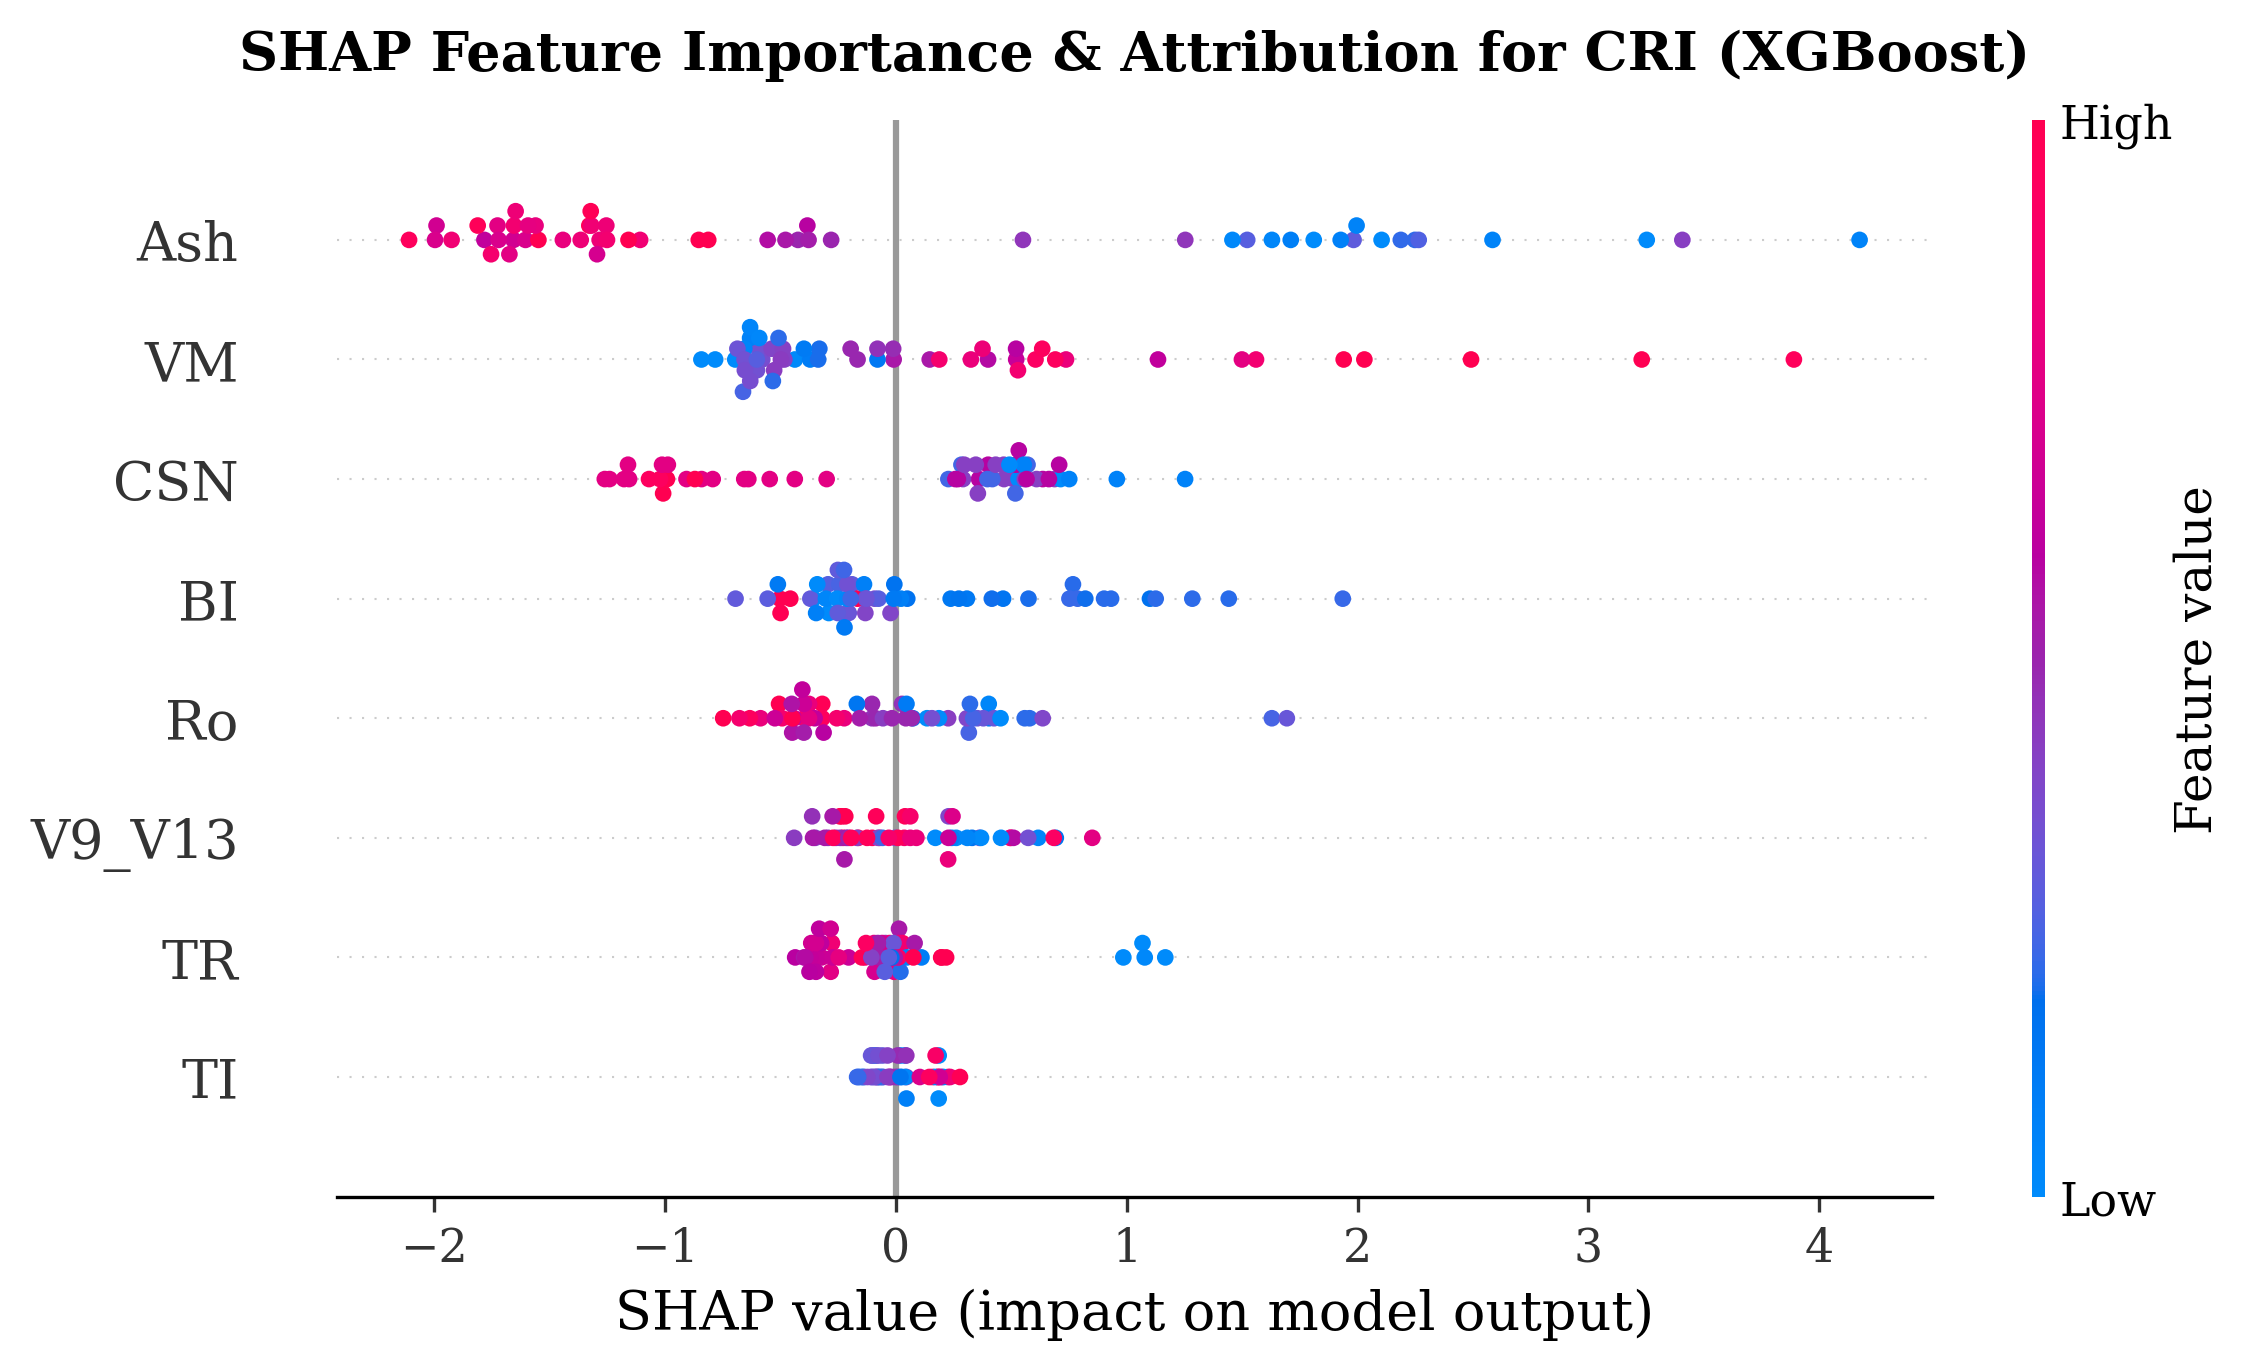 SHAP Feature Importance & Attribution for CRI (XGBoost)
High
Ash
VM
CSN
BI
Ro
V9_V13
TR
TI
Feature value
Low
−2 −1 0 1 2 3 4
SHAP value (impact on model output)